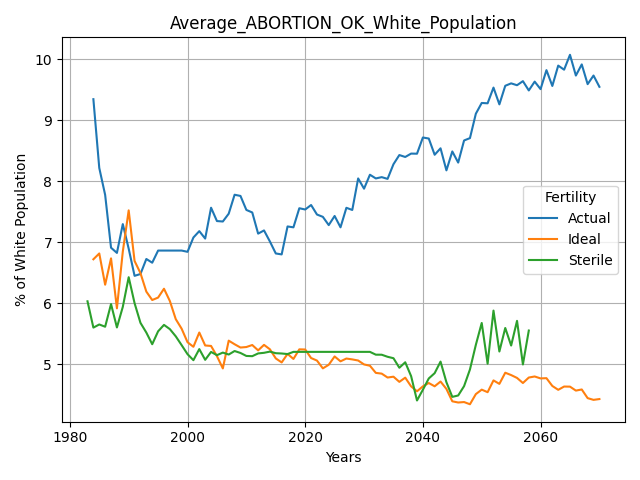 Average_ABORTION_OK_White_Population
% of White Population
10
9
8
7
6
5
Fertility
Actual
Ideal
Sterile
1980
2000
2020
2040
2060
Years